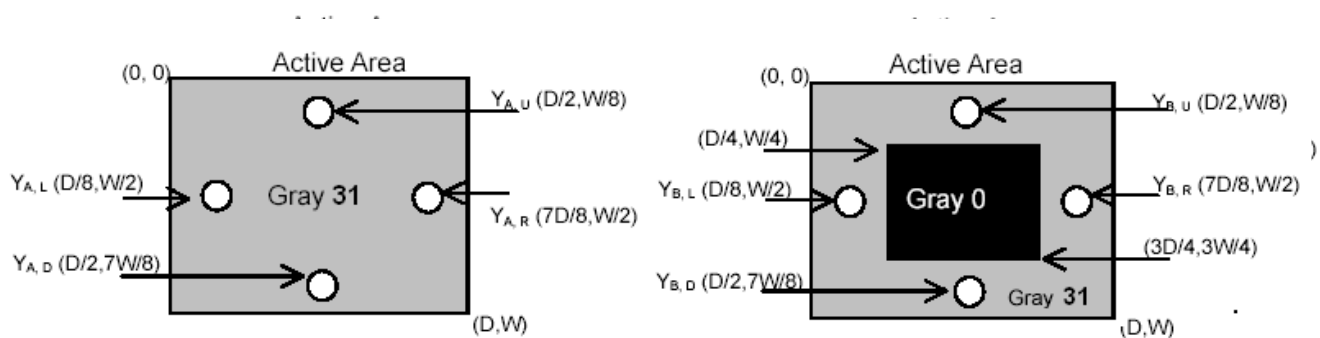 Active Area
(0, 0)
Y_A, U (D/2,W/8)
Y_A, L (D/8,W/2)
Gray 31
Y_A, R (7D/8,W/2)
Y_A, D (D/2,7W/8)
(D,W)
Active Area
(0, 0)
Y_B, U (D/2,W/8)
(D/4,W/4)
)
Y_B, L (D/8,W/2)
Gray 0
Y_B, R (7D/8,W/2)
(3D/4,3W/4)
Y_B, D (D/2,7W/8)
Gray 31
(D,W)